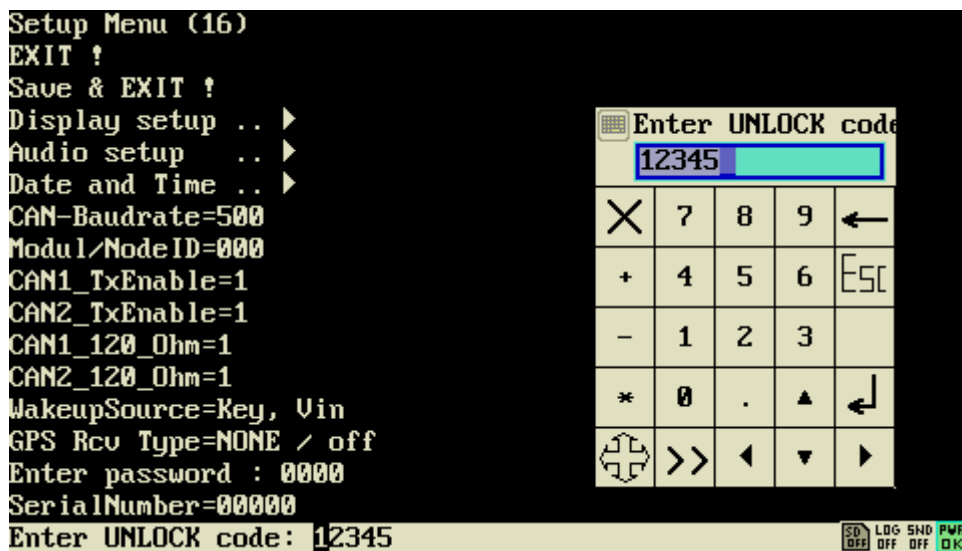 Setup Menu (16)
EXIT !
Save & EXIT !
Display setup ..
Audio setup ..
Date and Time ..
CAN-Baudrate=500
Modul/NodeID=000
CAN1_TxEnable=1
CAN2_TxEnable=1
CAN1_120_Ohm=1
CAN2_120_Ohm=1
WakeupSource=Key, Vin
GPS Rcv Type=NONE / off
Enter password : 0000
SerialNumber=00000
Enter UNLOCK code: 12345
Enter UNLOCK code
12345
7 8 9
+ 4 5 6 Esc
- 1 2 3
* 0 .
>>
SD LOG SND PWR
OFF OFF OFF OK